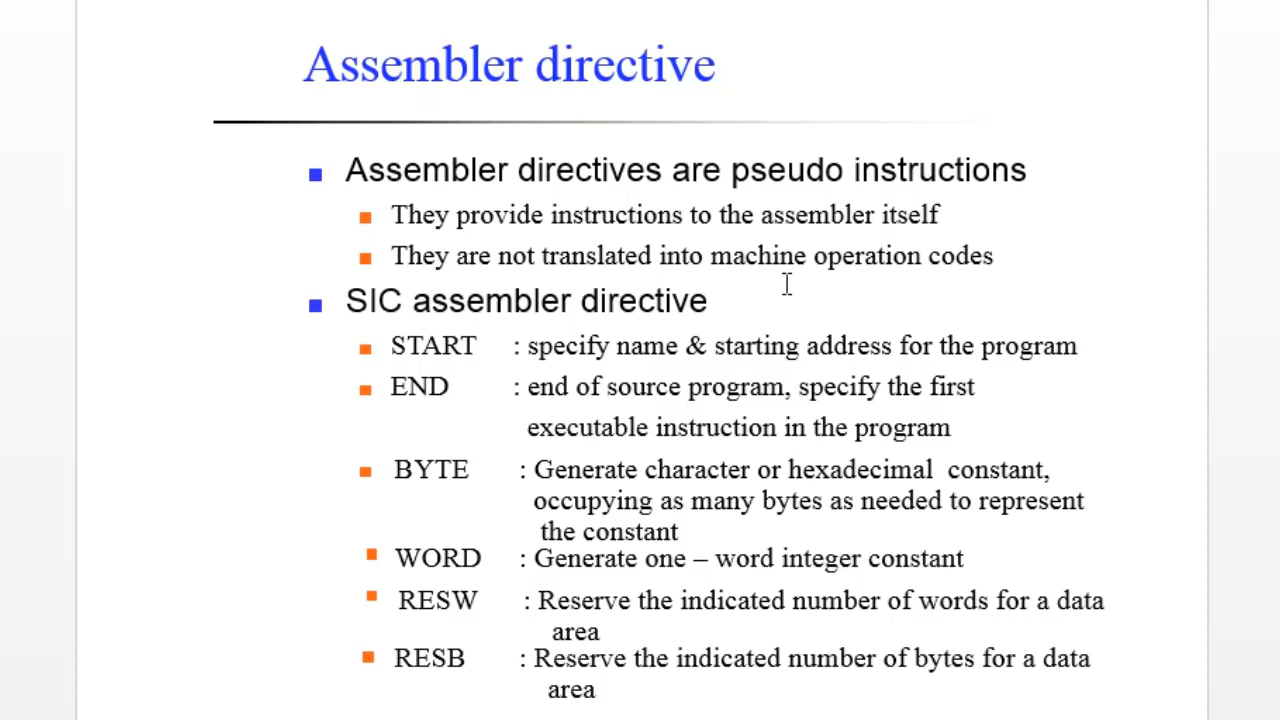 Assembler directive
Assembler directives are pseudo instructions
They provide instructions to the assembler itself
They are not translated into machine operation codes
SIC assembler directive
START : specify name & starting address for the program
END : end of source program, specify the first
executable instruction in the program
BYTE : Generate character or hexadecimal constant,
occupying as many bytes as needed to represent
the constant
WORD : Generate one – word integer constant
RESW : Reserve the indicated number of words for a data
area
RESB : Reserve the indicated number of bytes for a data
area